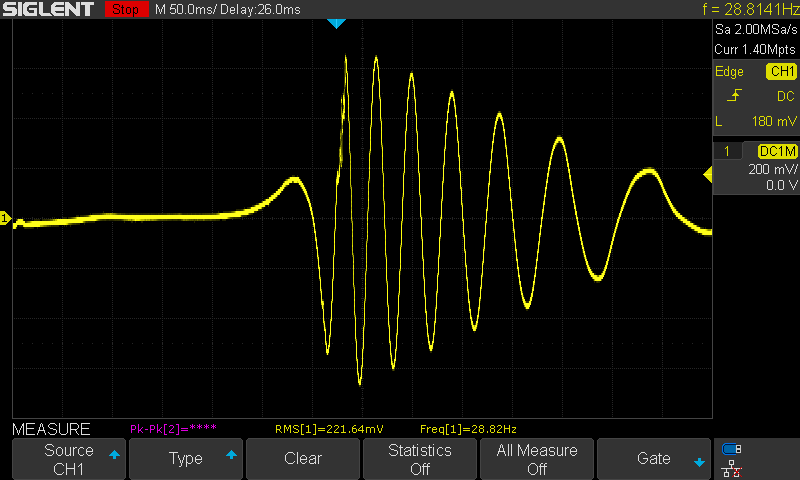 SIGLENT Stop M 50.0ms/ Delay:26.0ms f = 28.8141Hz
Sa 2.00MSa/s
Curr 1.40Mpts
Edge CH1
DC
L 180 mV
1 DC1M
200 mV/
0.0 V
1
MEASURE Pk-Pk[2]=**** RMS[1]=221.64mV Freq[1]=28.82Hz
Source CH1
Type
Clear
Statistics Off
All Measure Off
Gate